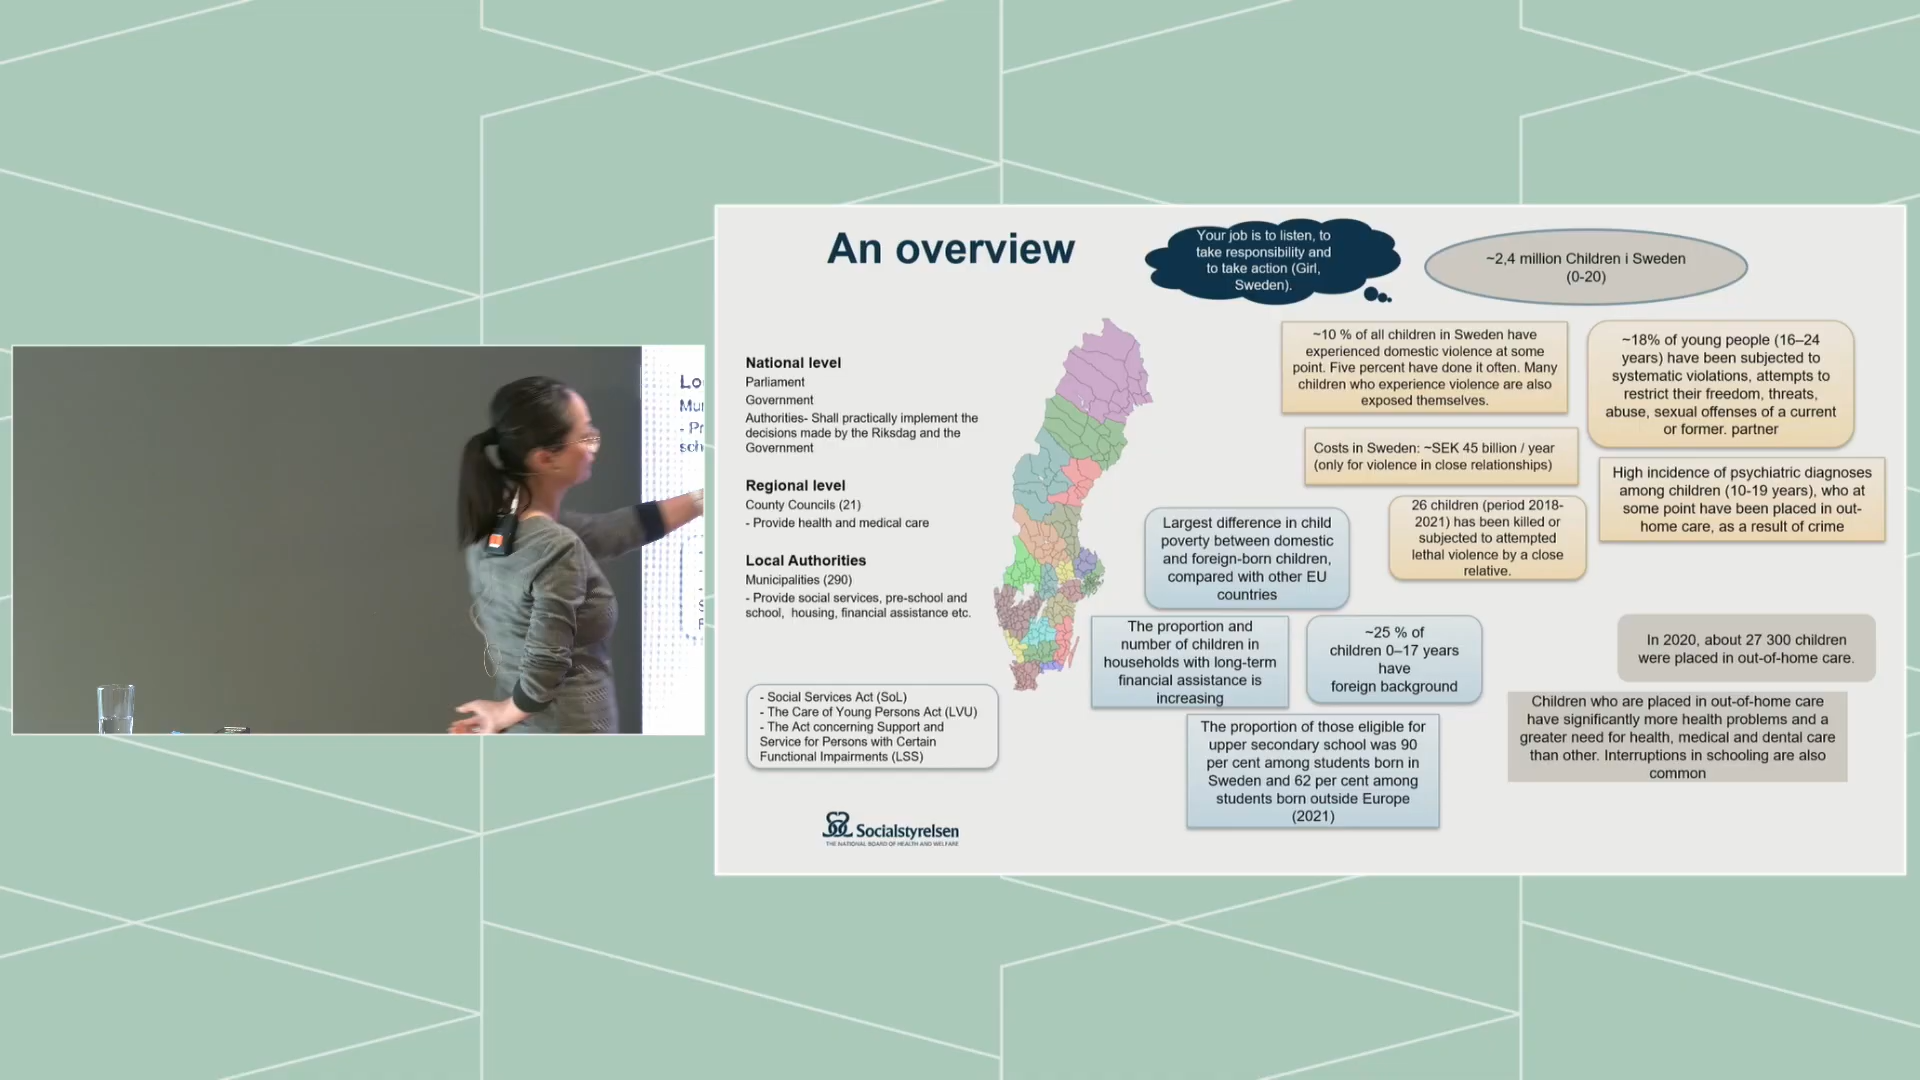 An overview
Your job is to listen, to
take responsibility and
to take action (Girl,
Sweden).
~2,4 million Children i Sweden
(0-20)
National level
Parliament
Government
Authorities- Shall practically implement the
decisions made by the Riksdag and the
Government
Regional level
County Councils (21)
- Provide health and medical care
Local Authorities
Municipalities (290)
- Provide social services, pre-school and
school, housing, financial assistance etc.
- Social Services Act (SoL)
- The Care of Young Persons Act (LVU)
- The Act concerning Support and
Service for Persons with Certain
Functional Impairments (LSS)
Socialstyrelsen
THE NATIONAL BOARD OF HEALTH AND WELFARE
~10 % of all children in Sweden have
experienced domestic violence at some
point. Five percent have done it often. Many
children who experience violence are also
exposed themselves.
~18% of young people (16–24
years) have been subjected to
systematic violations, attempts to
restrict their freedom, threats,
abuse, sexual offenses of a current
or former. partner
Costs in Sweden: ~SEK 45 billion / year
(only for violence in close relationships)
High incidence of psychiatric diagnoses
among children (10-19 years), who at
some point have been placed in out-
home care, as a result of crime
26 children (period 2018-
2021) has been killed or
subjected to attempted
lethal violence by a close
relative.
Largest difference in child
poverty between domestic
and foreign-born children,
compared with other EU
countries
The proportion and
number of children in
households with long-term
financial assistance is
increasing
~25 % of
children 0–17 years
have
foreign background
In 2020, about 27 300 children
were placed in out-of-home care.
Children who are placed in out-of-home care
have significantly more health problems and a
greater need for health, medical and dental care
than other. Interruptions in schooling are also
common
The proportion of those eligible for
upper secondary school was 90
per cent among students born in
Sweden and 62 per cent among
students born outside Europe
(2021)
Lo
Mu
- Pr
sch